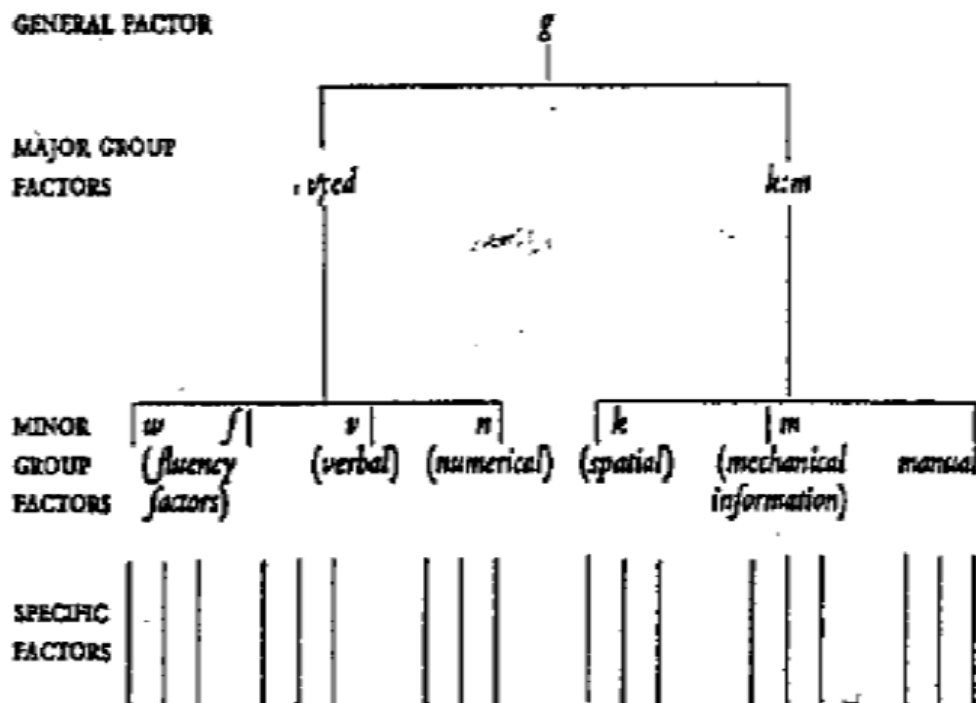 GENERAL FACTOR g
MAJOR GROUP
FACTORS v:ed k:m
MINOR w f v n k m
GROUP (fluency (verbal) (numerical) (spatial) (mechanical manual
FACTORS factors) information)
SPECIFIC
FACTORS